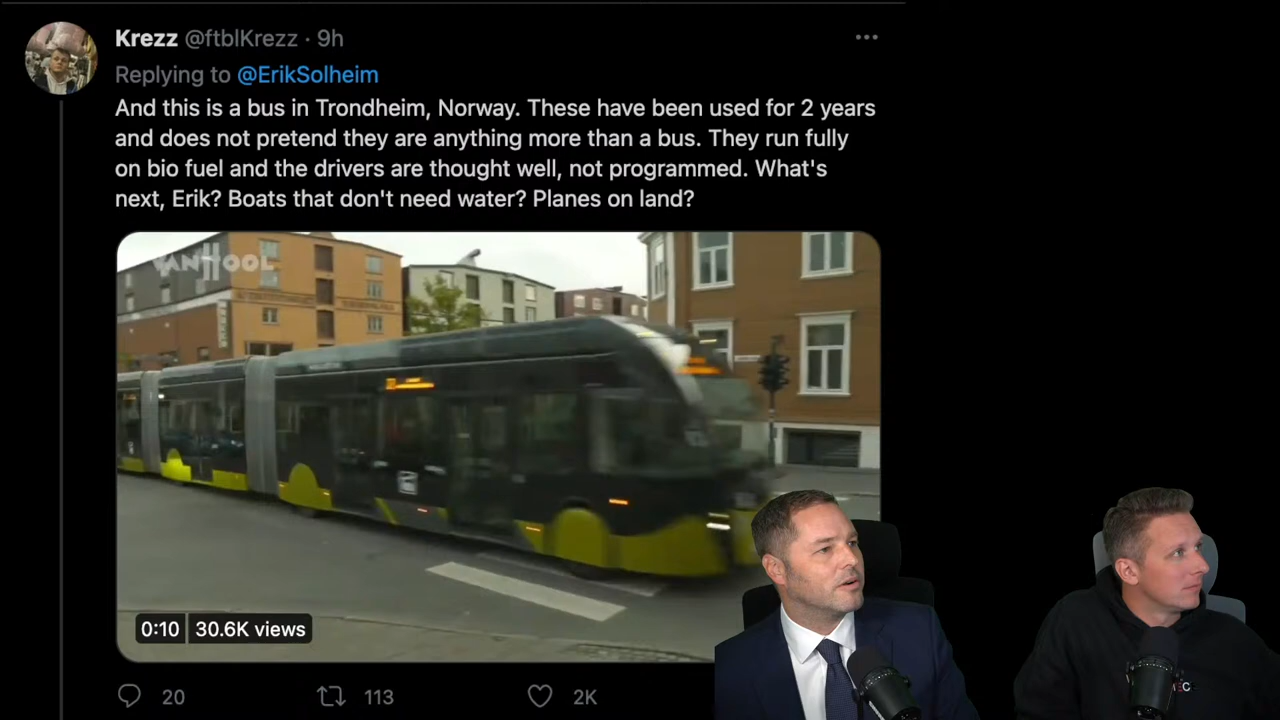 Krezz @ftblKrezz · 9h
Replying to @ErikSolheim
And this is a bus in Trondheim, Norway. These have been used for 2 years
and does not pretend they are anything more than a bus. They run fully
on bio fuel and the drivers are thought well, not programmed. What's
next, Erik? Boats that don't need water? Planes on land?
VANHOOL
0:10 30.6K views
20 113 2K